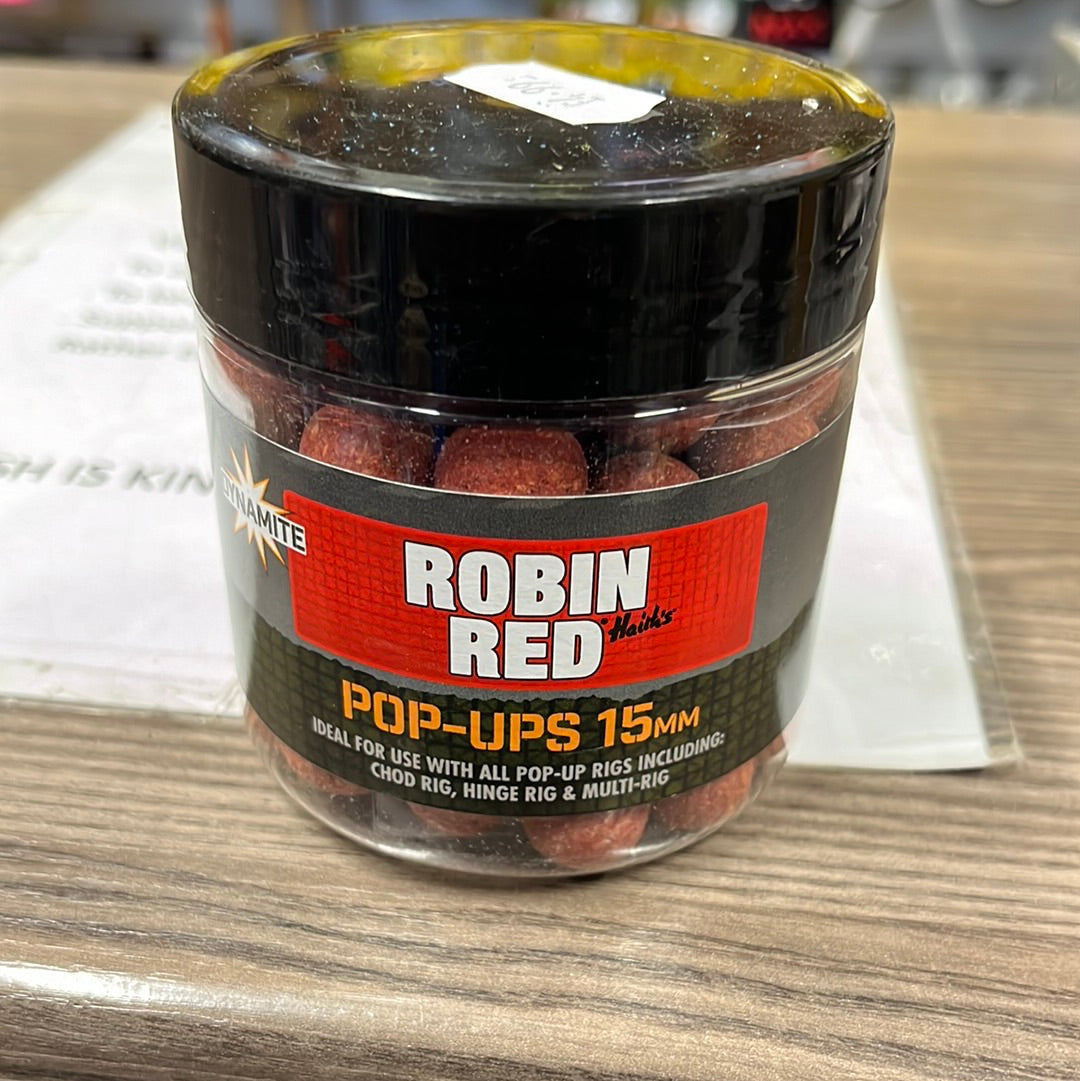 DYNAMITE
ROBIN
RED
Haith's
POP-UPS 15MM
IDEAL FOR USE WITH ALL POP-UP RIGS INCLUDING:
CHOD RIG, HINGE RIG & MULTI-RIG
IS